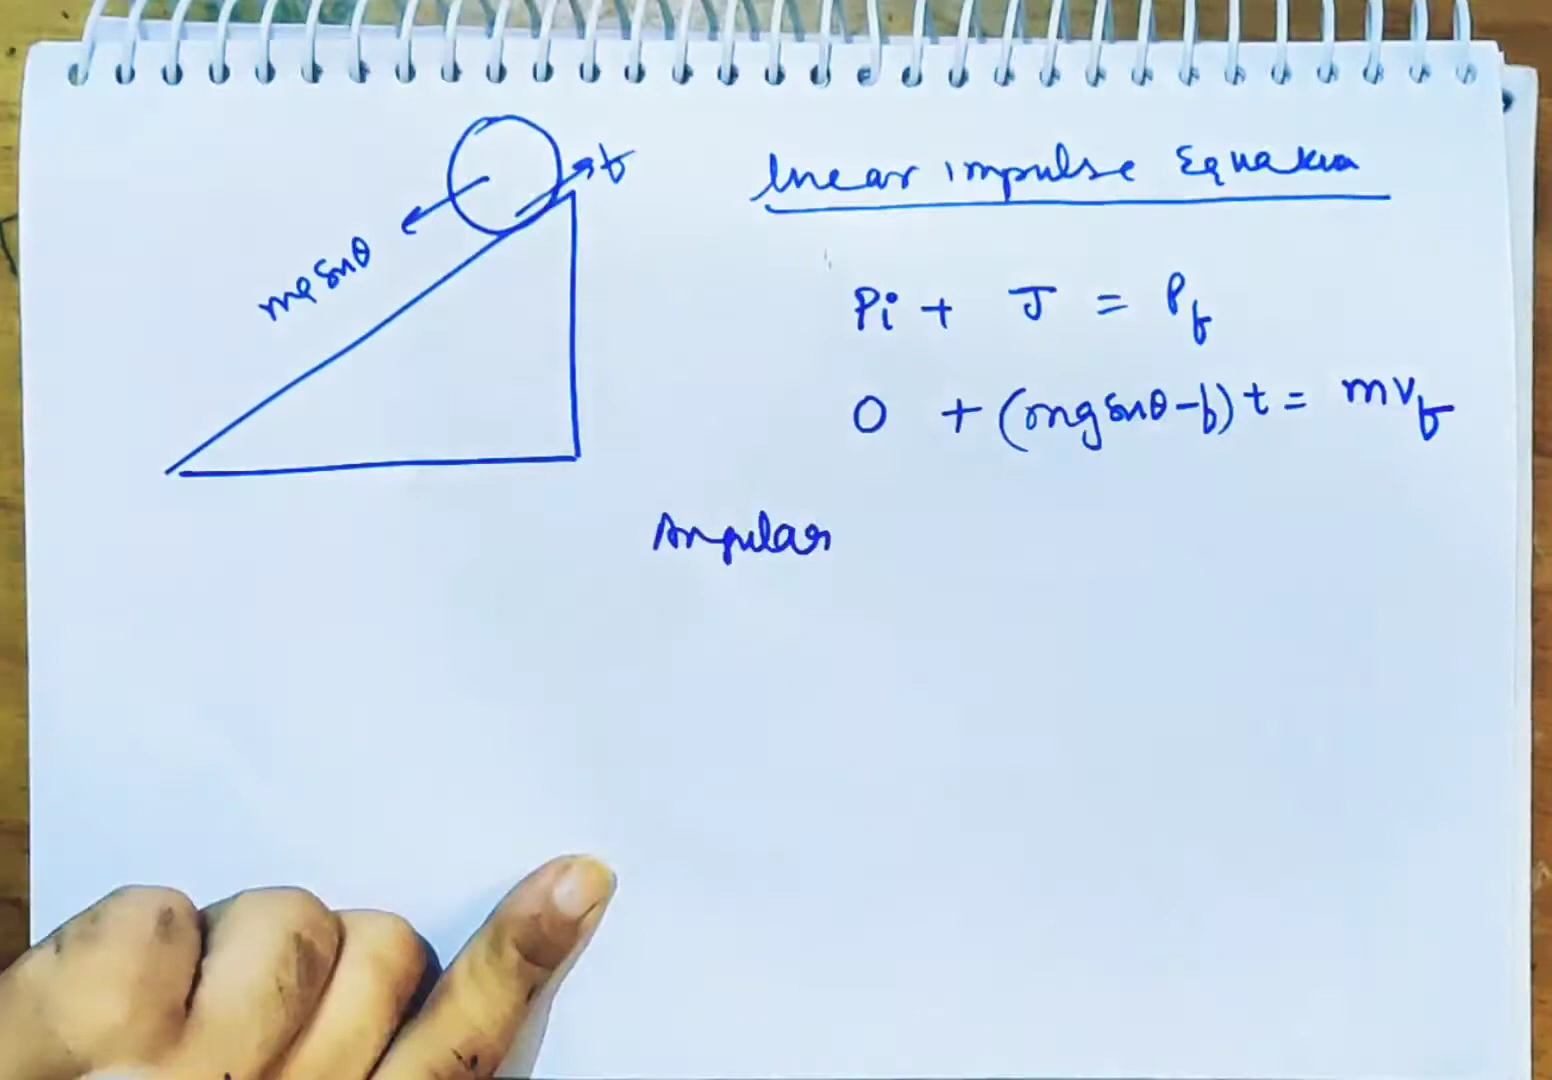 f
mg sinθ
linear impulse Equation
Pi + J = Pf
0 + (mg sinθ - f) t = mvf
Angular